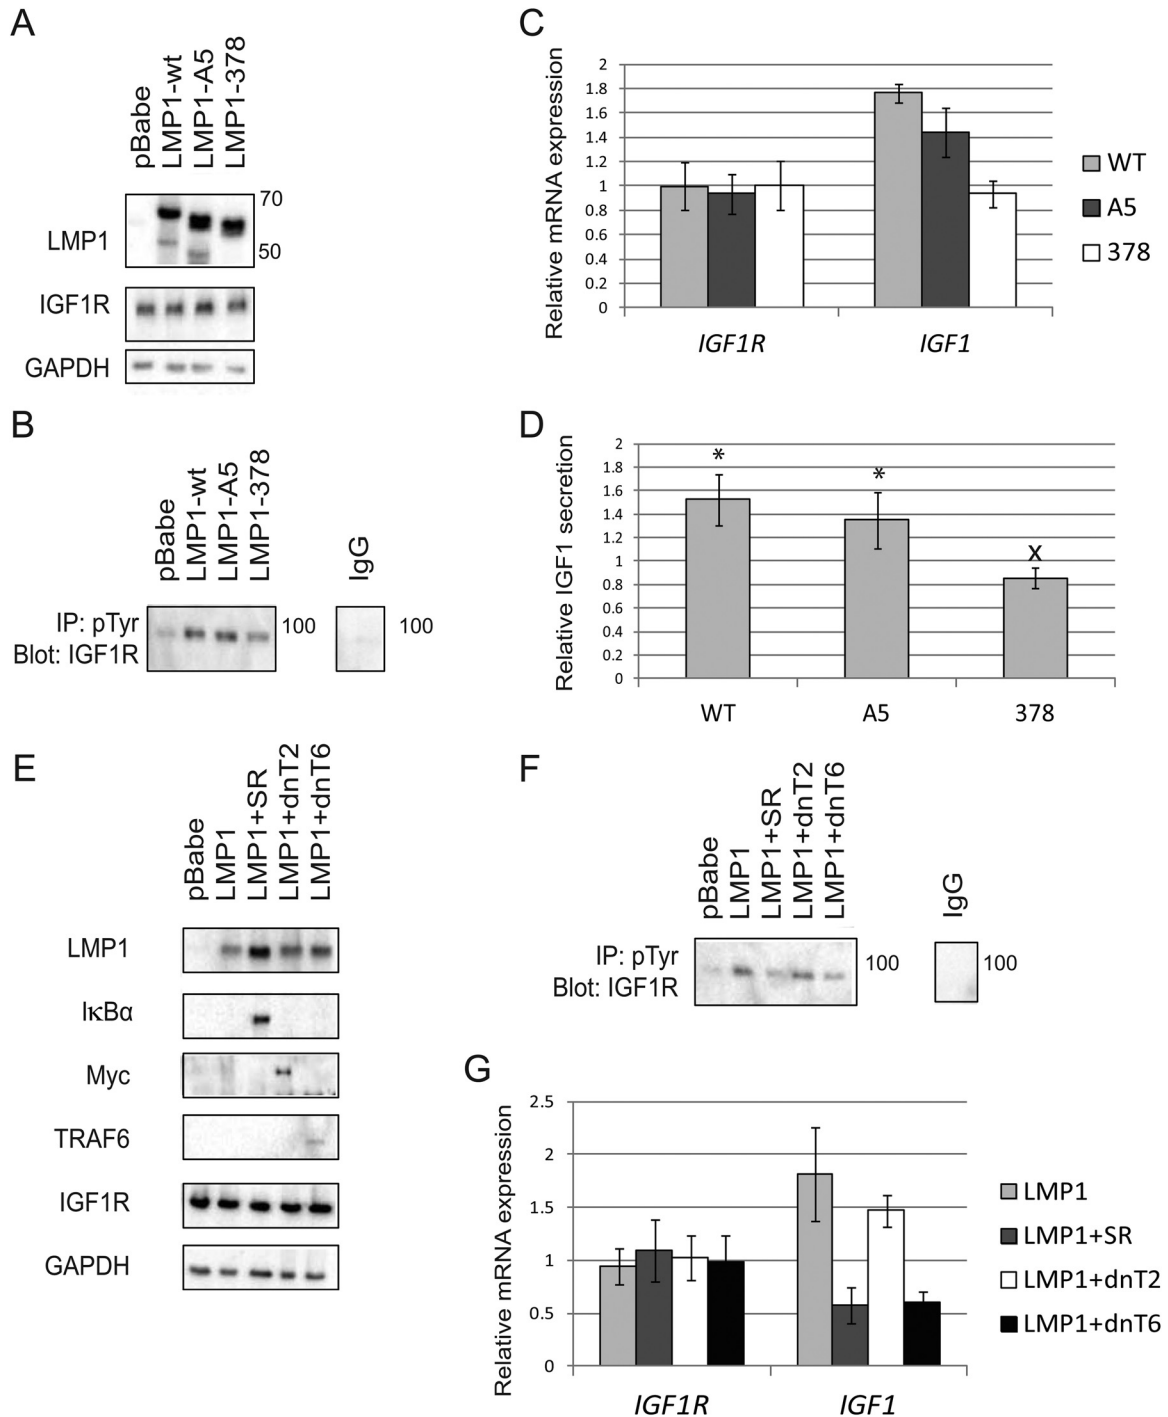 A
pBabe
LMP1-wt
LMP1-A5
LMP1-378
LMP1
70
50
IGF1R
GAPDH
B
pBabe
LMP1-wt
LMP1-A5
LMP1-378
IgG
IP: pTyr
Blot: IGF1R
100
100
C
Relative mRNA expression
2
1.8
1.6
1.4
1.2
1
0.8
0.6
0.4
0.2
0
IGF1R
IGF1
WT
A5
378
D
Relative IGF1 secretion
2
1.8
1.6
1.4
1.2
1
0.8
0.6
0.4
0.2
0
*
*
X
WT
A5
378
E
pBabe
LMP1
LMP1+SR
LMP1+dnT2
LMP1+dnT6
LMP1
IκBα
Myc
TRAF6
IGF1R
GAPDH
F
pBabe
LMP1
LMP1+SR
LMP1+dnT2
LMP1+dnT6
IgG
IP: pTyr
Blot: IGF1R
100
100
G
Relative mRNA expression
2.5
2
1.5
1
0.5
0
IGF1R
IGF1
LMP1
LMP1+SR
LMP1+dnT2
LMP1+dnT6